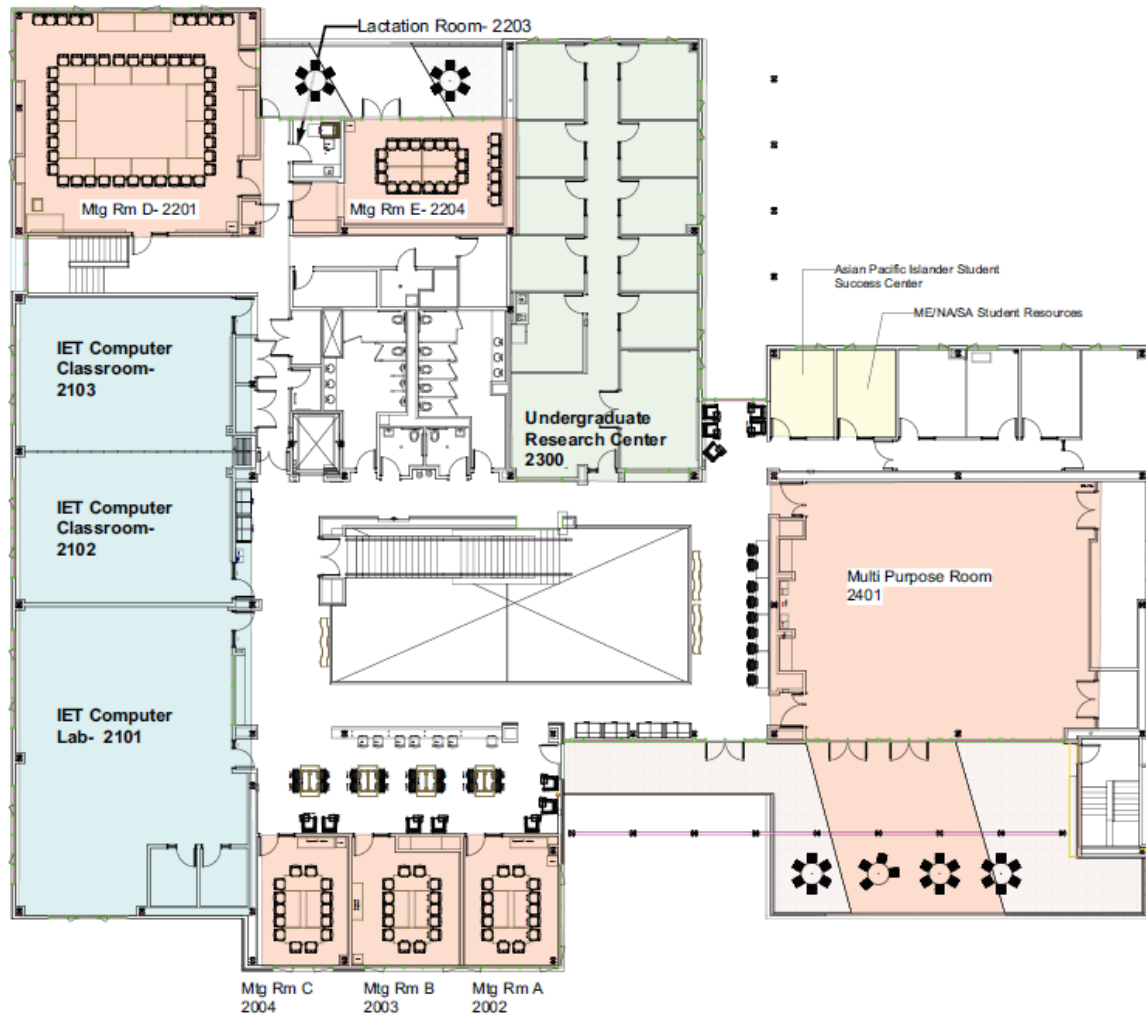 Lactation Room- 2203
Mtg Rm D- 2201
Mtg Rm E- 2204
Asian Pacific Islander Student
Success Center
ME/NA/SA Student Resources
IET Computer
Classroom-
2103
Undergraduate
Research Center
2300
IET Computer
Classroom-
2102
Multi Purpose Room
2401
IET Computer
Lab- 2101
Mtg Rm C
2004
Mtg Rm B
2003
Mtg Rm A
2002